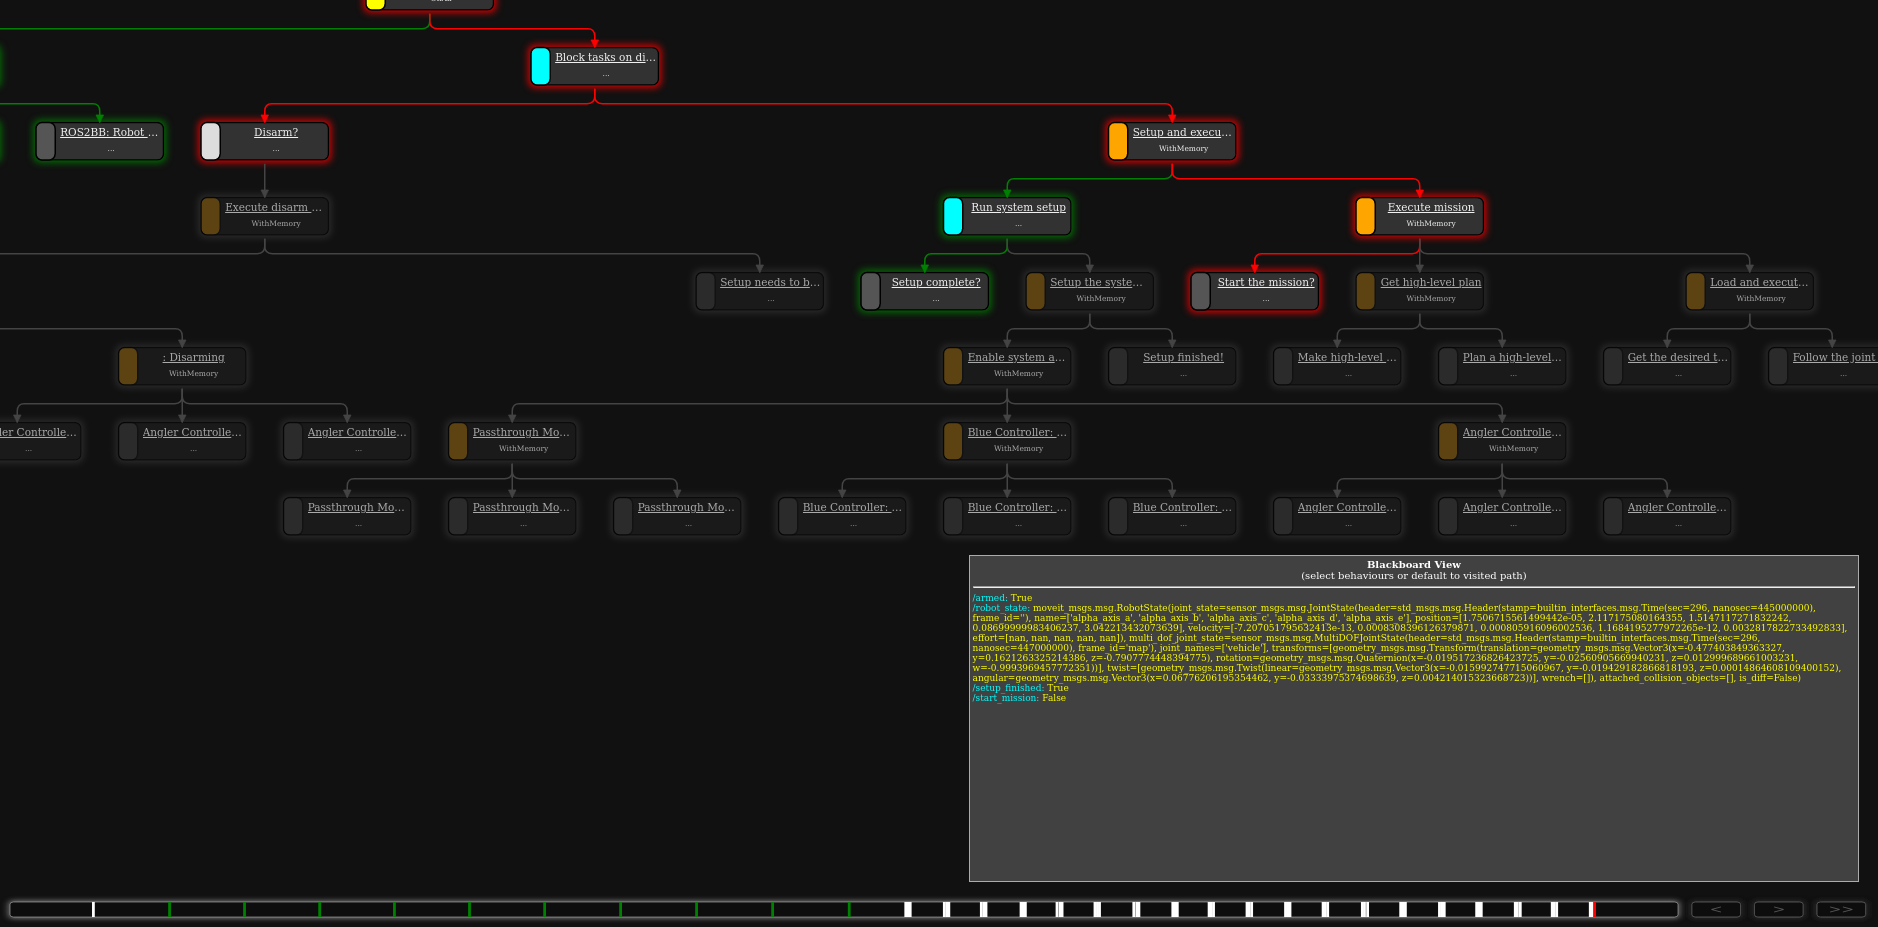 Block tasks on di...
...
ROS2BB: Robot ...
...
Disarm?
...
Setup and execu...
WithMemory
Execute disarm ...
WithMemory
Run system setup
...
Execute mission
WithMemory
Setup needs to b...
...
Setup complete?
...
Setup the syste...
WithMemory
Start the mission?
...
Get high-level plan
WithMemory
Load and execut...
WithMemory
: Disarming
WithMemory
Enable system a...
WithMemory
Setup finished!
...
Make high-level ...
...
Plan a high-level...
...
Get the desired t...
...
Follow the joint
...
ler Controlle...
...
Angler Controlle...
...
Angler Controlle...
...
Passthrough Mo...
WithMemory
Blue Controller: ...
WithMemory
Angler Controlle...
WithMemory
Passthrough Mo...
...
Passthrough Mo...
...
Passthrough Mo...
...
Blue Controller: ...
...
Blue Controller: ...
...
Blue Controller: ...
...
Angler Controlle...
...
Angler Controlle...
...
Angler Controlle...
...
Blackboard View
(select behaviours or default to visited path)
/armed: True
/robot_state: moveit_msgs.msg.RobotState(joint_state=sensor_msgs.msg.JointState(header=std_msgs.msg.Header(stamp=builtin_interfaces.msg.Time(sec=296, nanosec=445000000),
frame_id=''), name=['alpha_axis_a', 'alpha_axis_b', 'alpha_axis_c', 'alpha_axis_d', 'alpha_axis_e'], position=[1.7506715561499442e-05, 2.117175080164355, 1.5147117271832242,
0.08699999983406237, 3.042213432073639], velocity=[-7.207051795632413e-13, 0.0008308396126379871, 0.000805916096002536, 1.1684195277972265e-12, 0.0032817822733492833],
effort=[nan, nan, nan, nan, nan]), multi_dof_joint_state=sensor_msgs.msg.MultiDOFJointState(header=std_msgs.msg.Header(stamp=builtin_interfaces.msg.Time(sec=296,
nanosec=447000000), frame_id='map'), joint_names=['vehicle'], transforms=[geometry_msgs.msg.Transform(translation=geometry_msgs.msg.Vector3(x=-0.477403849363327,
y=0.1621263325214386, z=-0.7907774448394775), rotation=geometry_msgs.msg.Quaternion(x=-0.019517236826423725, y=-0.02560905669940231, z=0.012999689661003231,
w=-0.9993969457772351))], twist=[geometry_msgs.msg.Twist(linear=geometry_msgs.msg.Vector3(x=-0.015992747715060967, y=-0.019429182866818193, z=0.00014864608109400152),
angular=geometry_msgs.msg.Vector3(x=0.06776206195354462, y=-0.03333975374698639, z=0.004214015323668723))], wrench=[]), attached_collision_objects=[], is_diff=False)
/setup_finished: True
/start_mission: False
<
>
>>